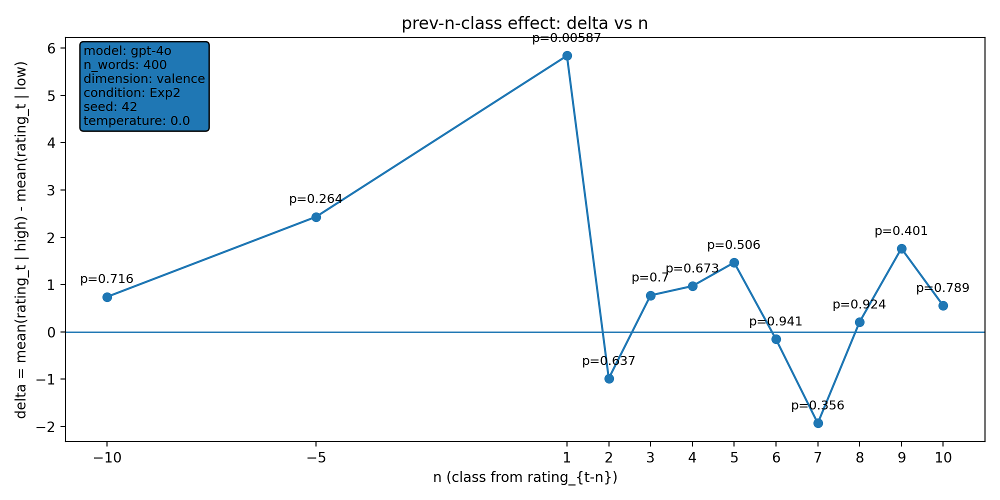 prev-n-class effect: delta vs n
model: gpt-4o
n_words: 400
dimension: valence
condition: Exp2
seed: 42
temperature: 0.0
delta = mean(rating_t | high) - mean(rating_t | low)
6
5
4
3
2
1
0
−1
−2
p=0.716
p=0.264
p=0.00587
p=0.637
p=0.7
p=0.673
p=0.506
p=0.941
p=0.356
p=0.924
p=0.401
p=0.789
−10 −5 1 2 3 4 5 6 7 8 9 10
n (class from rating_{t-n})